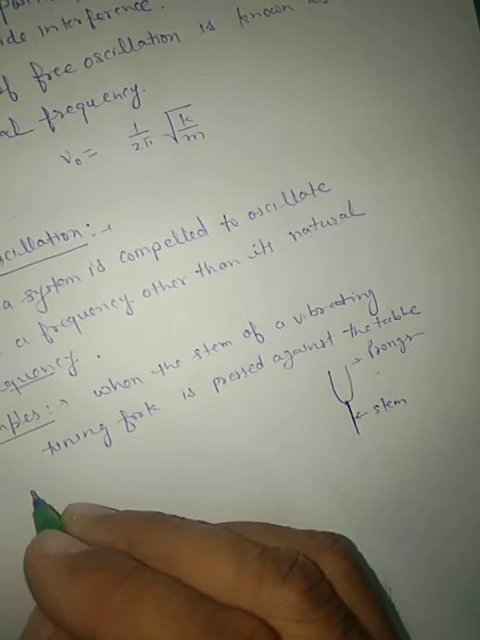 ide interference.
of free oscillation is known as
al frequency.
ν₀ = 1/2π √k/m
scillation:→
a system is compelled to oscillate
a frequency other than its natural
quency.
mples:→ when the stem of a vibrating
tuning fork is pressed against the table
→ Prongs
← stem